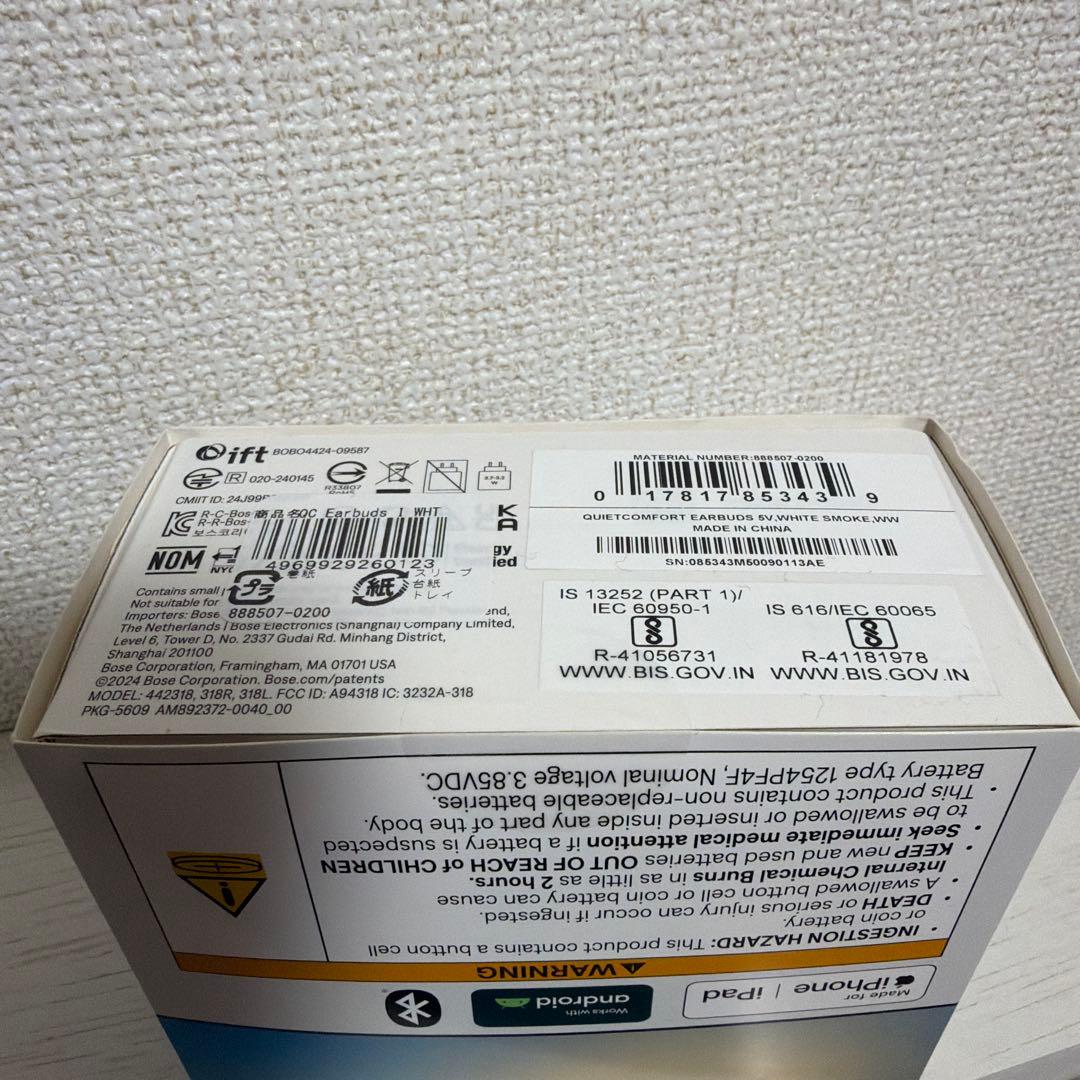 ift BOBO4424-09587
R 020-240145
R33807
RoHS
CMIIT ID: 24J99
R-C-Bos
R-R-Bos-
보스코리
商品名QC Earbuds I WHT
4969929260123
NOM
NYC
gy
ied
プラ
巻紙
紙
スリーブ
台紙
トレイ
888507-0200
Contains small
Not suitable for
Importers: Bose
end,
The Netherlands | Bose Electronics (Shanghai) Company Limited,
Level 6, Tower D, No. 2337 Gudai Rd. Minhang District,
Shanghai 201100
Bose Corporation, Framingham, MA 01701 USA
©2024 Bose Corporation. Bose.com/patents
MODEL: 442318, 318R, 318L. FCC ID: A94318 IC: 3232A-318
PKG-5609 AM892372-0040_00
MATERIAL NUMBER:888507-0200
0 17817 85343 9
QUIETCOMFORT EARBUDS 5V,WHITE SMOKE,WW
MADE IN CHINA
SN:085343M50090113AE
IS 13252 (PART 1)/
IEC 60950-1
R-41056731
WWW.BIS.GOV.IN
IS 616/IEC 60065
R-41181978
WWW.BIS.GOV.IN
Made for
iPhone | iPad
Works with
android
WARNING
• INGESTION HAZARD: This product contains a button cell
or coin battery.
• DEATH or serious injury can occur if ingested.
• A swallowed button cell or coin battery can cause
Internal Chemical Burns in as little as 2 hours.
• KEEP new and used batteries OUT OF REACH of CHILDREN
• Seek immediate medical attention if a battery is suspected
to be swallowed or inserted inside any part of the body.
• This product contains non-replaceable batteries.
Battery type 1254PF4F, Nominal voltage 3.85VDC.